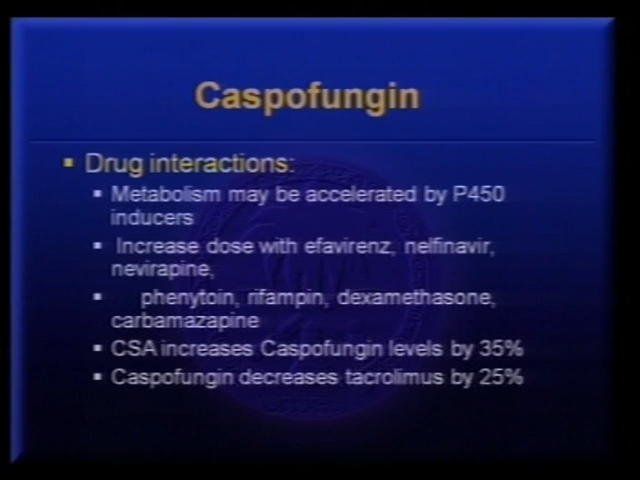 Caspofungin
▪ Drug interactions:
▪ Metabolism may be accelerated by P450
inducers
▪ Increase dose with efavirenz, nelfinavir,
nevirapine,
▪ phenytoin, rifampin, dexamethasone,
carbamazapine
▪ CSA increases Caspofungin levels by 35%
▪ Caspofungin decreases tacrolimus by 25%